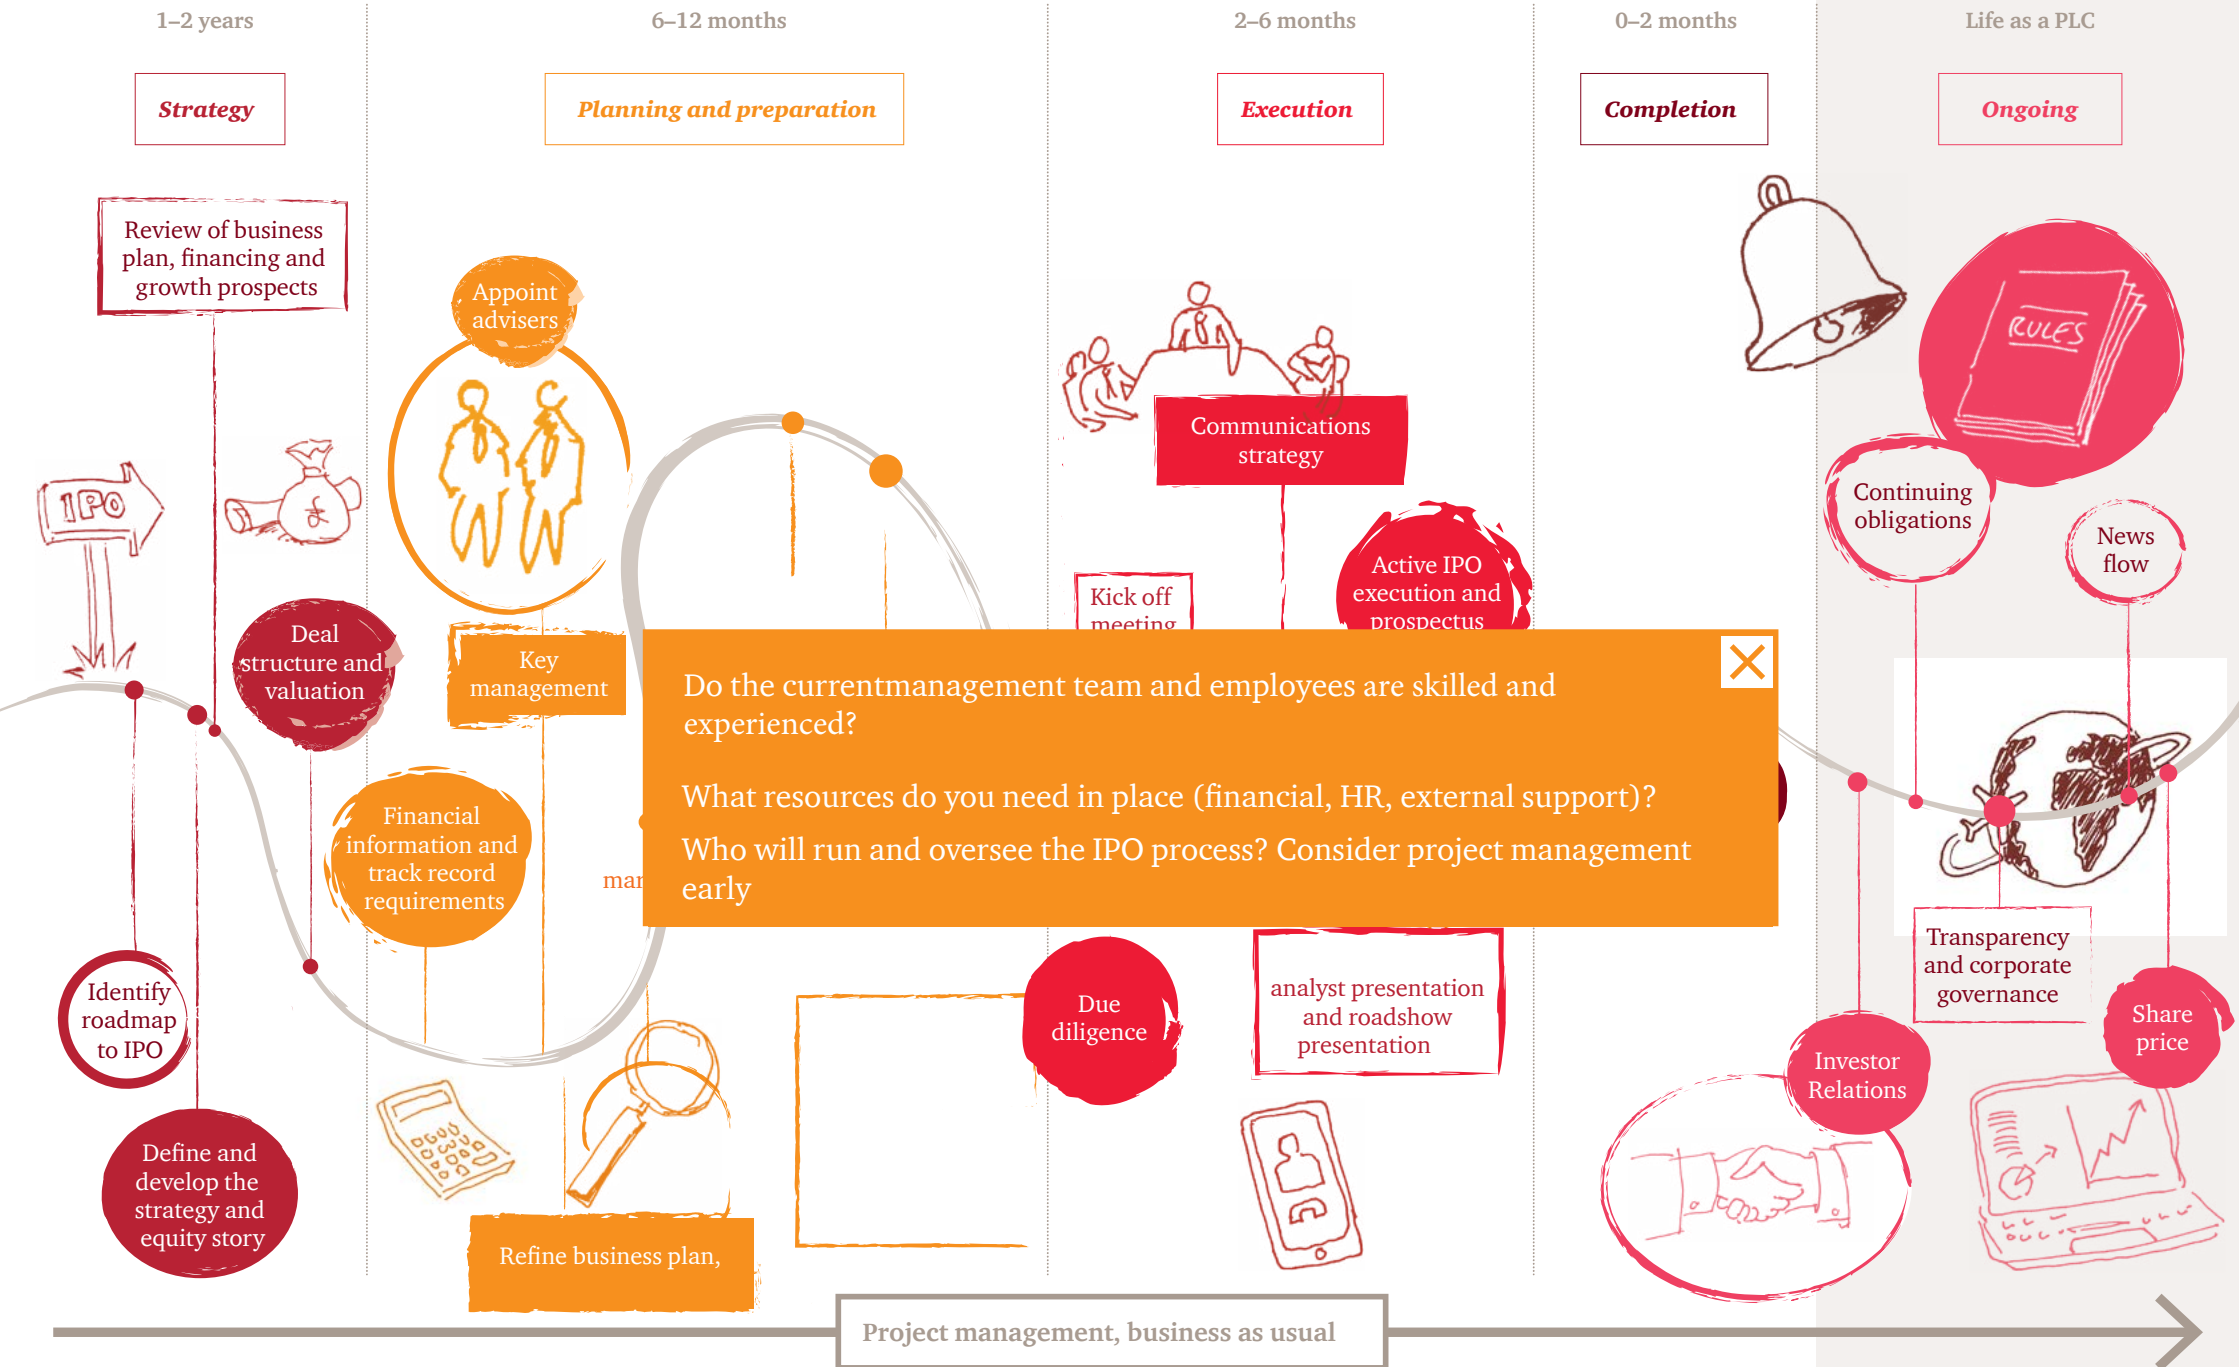 1–2 years
6–12 months
2–6 months
0–2 months
Life as a PLC
Strategy
Planning and preparation
Execution
Completion
Ongoing
Review of business
plan, financing and
growth prospects
Appoint
advisers
IPO
£
Deal
structure and
valuation
Key
management
Financial
information and
track record
requirements
Identify
roadmap
to IPO
Define and
develop the
strategy and
equity story
Refine business plan,
Communications
strategy
Kick off
meeting
Active IPO
execution and
prospectus
Do the currentmanagement team and employees are skilled and
experienced?
What resources do you need in place (financial, HR, external support)?
Who will run and oversee the IPO process? Consider project management
early
Due
diligence
analyst presentation
and roadshow
presentation
RULES
Continuing
obligations
News
flow
Transparency
and corporate
governance
Share
price
Investor
Relations
Project management, business as usual